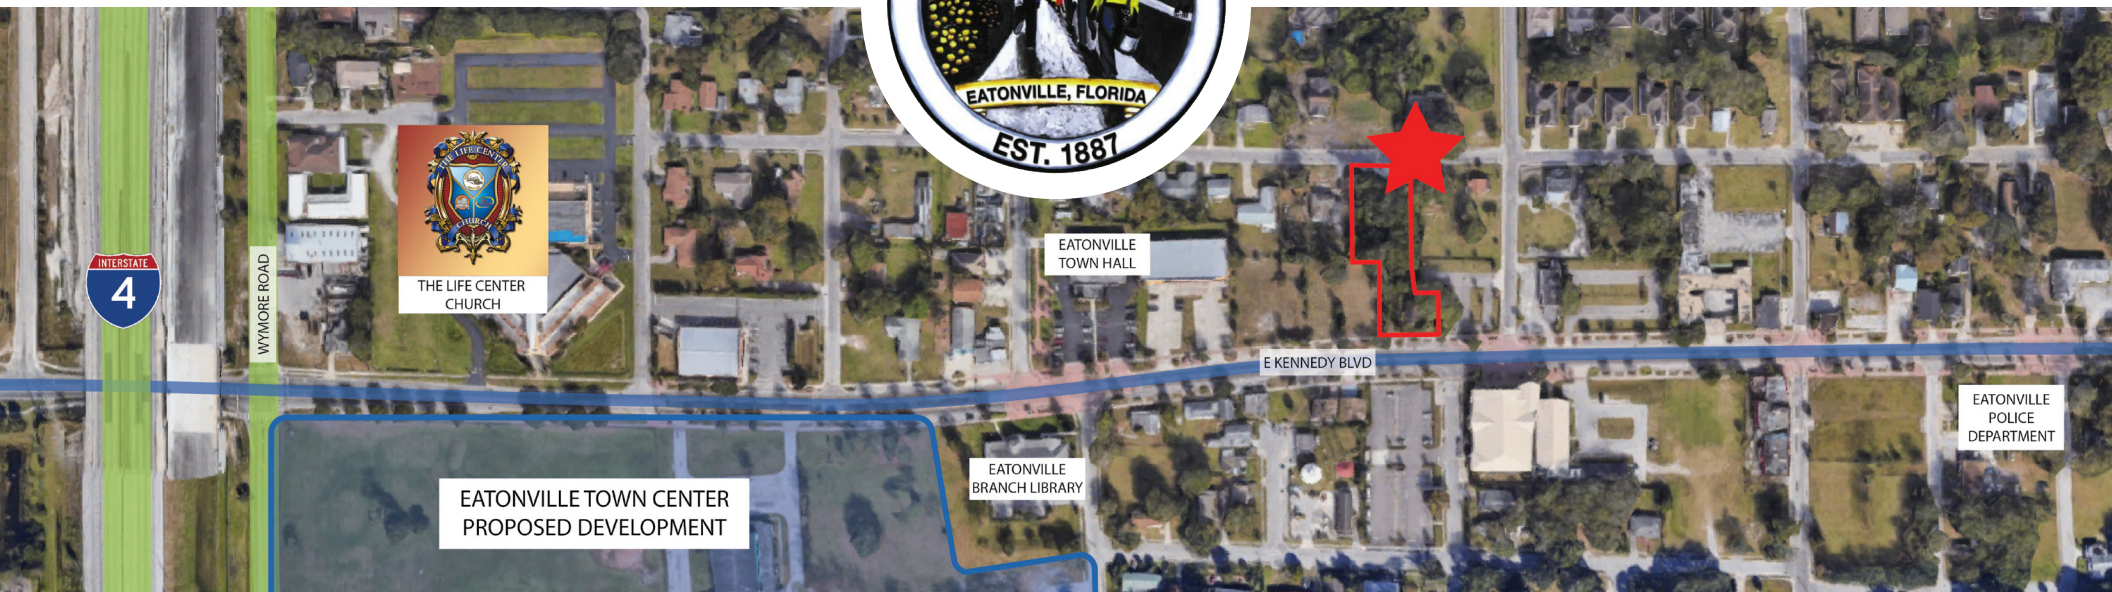 EATONVILLE, FLORIDA
EST. 1887
THE LIFE CENTER
CHURCH
THE LIFE CENTER
CHURCH
INTERSTATE
4
WYMORE ROAD
EATONVILLE
TOWN HALL
E KENNEDY BLVD
EATONVILLE
POLICE
DEPARTMENT
EATONVILLE
BRANCH LIBRARY
EATONVILLE TOWN CENTER
PROPOSED DEVELOPMENT